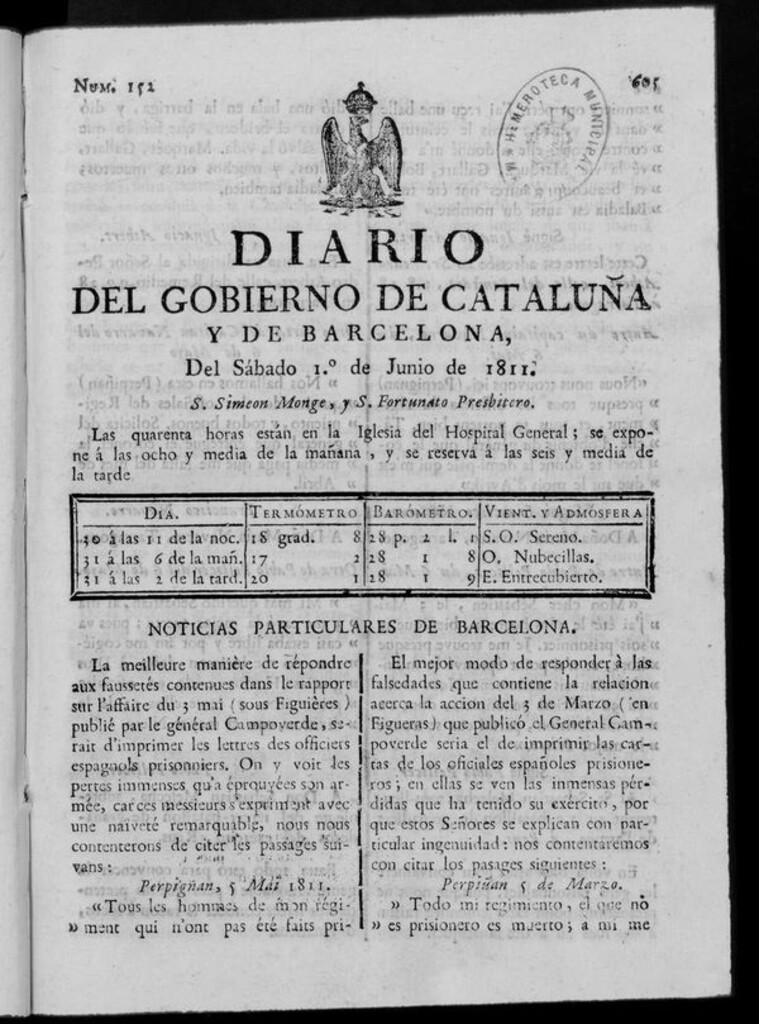 Num. 152
605
HEMEROTECA MUNICIPAL
DIARIO
DEL GOBIERNO DE CATALUÑA
Y DE BARCELONA,
Del Sábado 1.º de Junio de 1811.
S. Simeon Monge, y S. Fortunato Presbitero.
Las quarenta horas están en la Iglesia del Hospital General; se expo-
ne á las ocho y media de la mañana, y se reserva á las seis y media de
la tarde
DIA. TERMÓMETRO BARÓMETRO. VIENT. Y ADMÓSFERA
30 á las 11 de la noc. 18 grad. 8 28 p. 2 l. 1 S.O. Sereno.
31 á las 6 de la mañ. 17 2 28 1 8 O. Nubecillas.
31 á las 2 de la tard. 20 1 28 1 9 E. Entrecubierto.
NOTICIAS PARTICULARES DE BARCELONA.
La meilleure manière de répondre
aux faussetés contenues dans le rapport
sur l'affaire du 3 mai (sous Figuières)
publié par le général Campoverde, se-
rait d'imprimer les lettres des officiers
espagnols prisonniers. On y voit les
pertes immenses qu'a éprouvées son ar-
mée, car ces messieurs s'expriment avec
une naïveté remarquable, nous nous
contenterons de citer les passages sui-
vans:
Perpignan, 5 Mai 1811.
«Tous les hommes de mon régi-
» ment qui n'ont pas été faits pri-
El mejor modo de responder á las
falsedades que contiene la relacion
acerca la accion del 3 de Marzo (en
Figueras) que publicó el General Cam-
poverde seria el de imprimir las car-
tas de los oficiales españoles prisione-
ros; en ellas se ven las inmensas pér-
didas que ha tenido su exército, por
que estos Señores se explican con par-
ticular ingenuidad: nos contentarémos
con citar los pasages siguientes:
Perpiñan 5 de Marzo.
» Todo mi regimiento, el que no
» es prisionero es muerto; á mi me